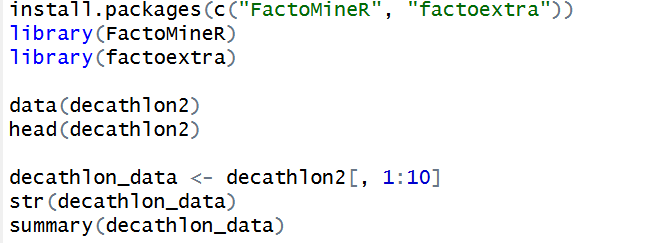 install.packages(c("FactoMineR", "factoextra"))
library(FactoMineR)
library(factoextra)
data(decathlon2)
head(decathlon2)
decathlon_data <- decathlon2[, 1:10]
str(decathlon_data)
summary(decathlon_data)